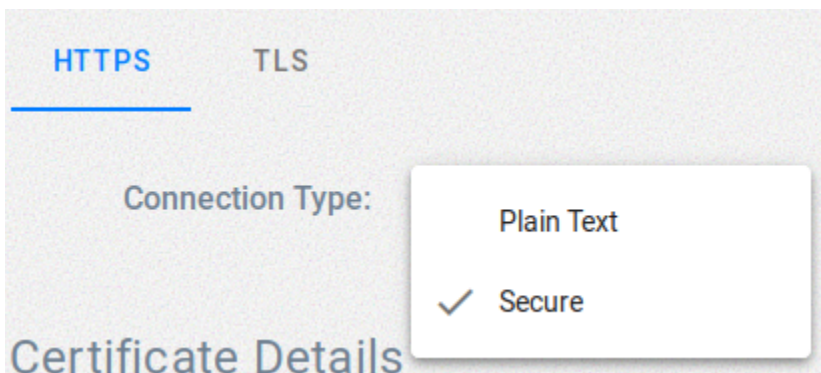 HTTPS TLS
Connection Type:
Plain Text
Secure
Certificate Details